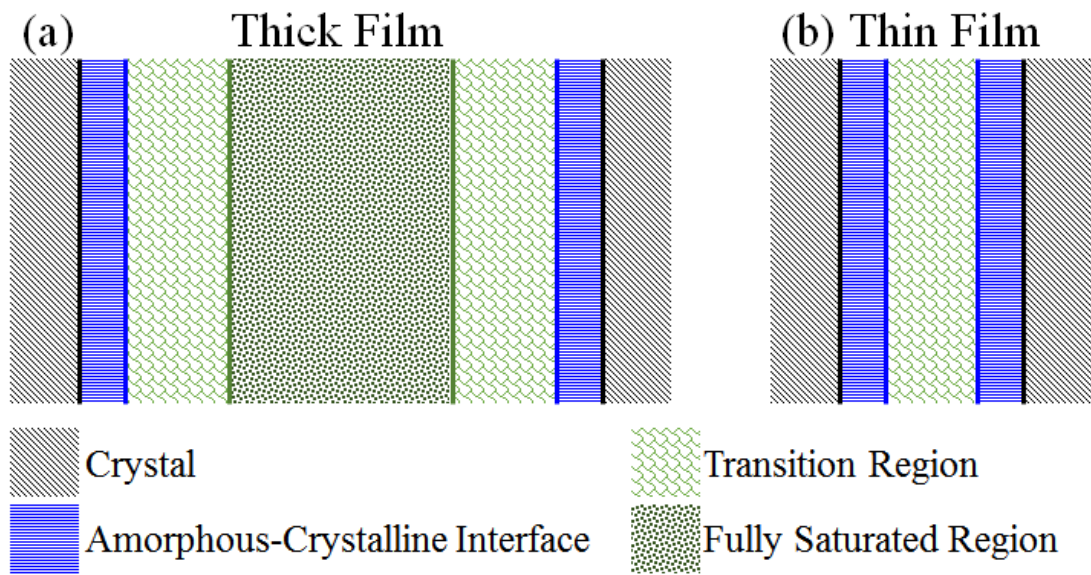 (a) Thick Film
(b) Thin Film
Crystal
Transition Region
Amorphous-Crystalline Interface
Fully Saturated Region